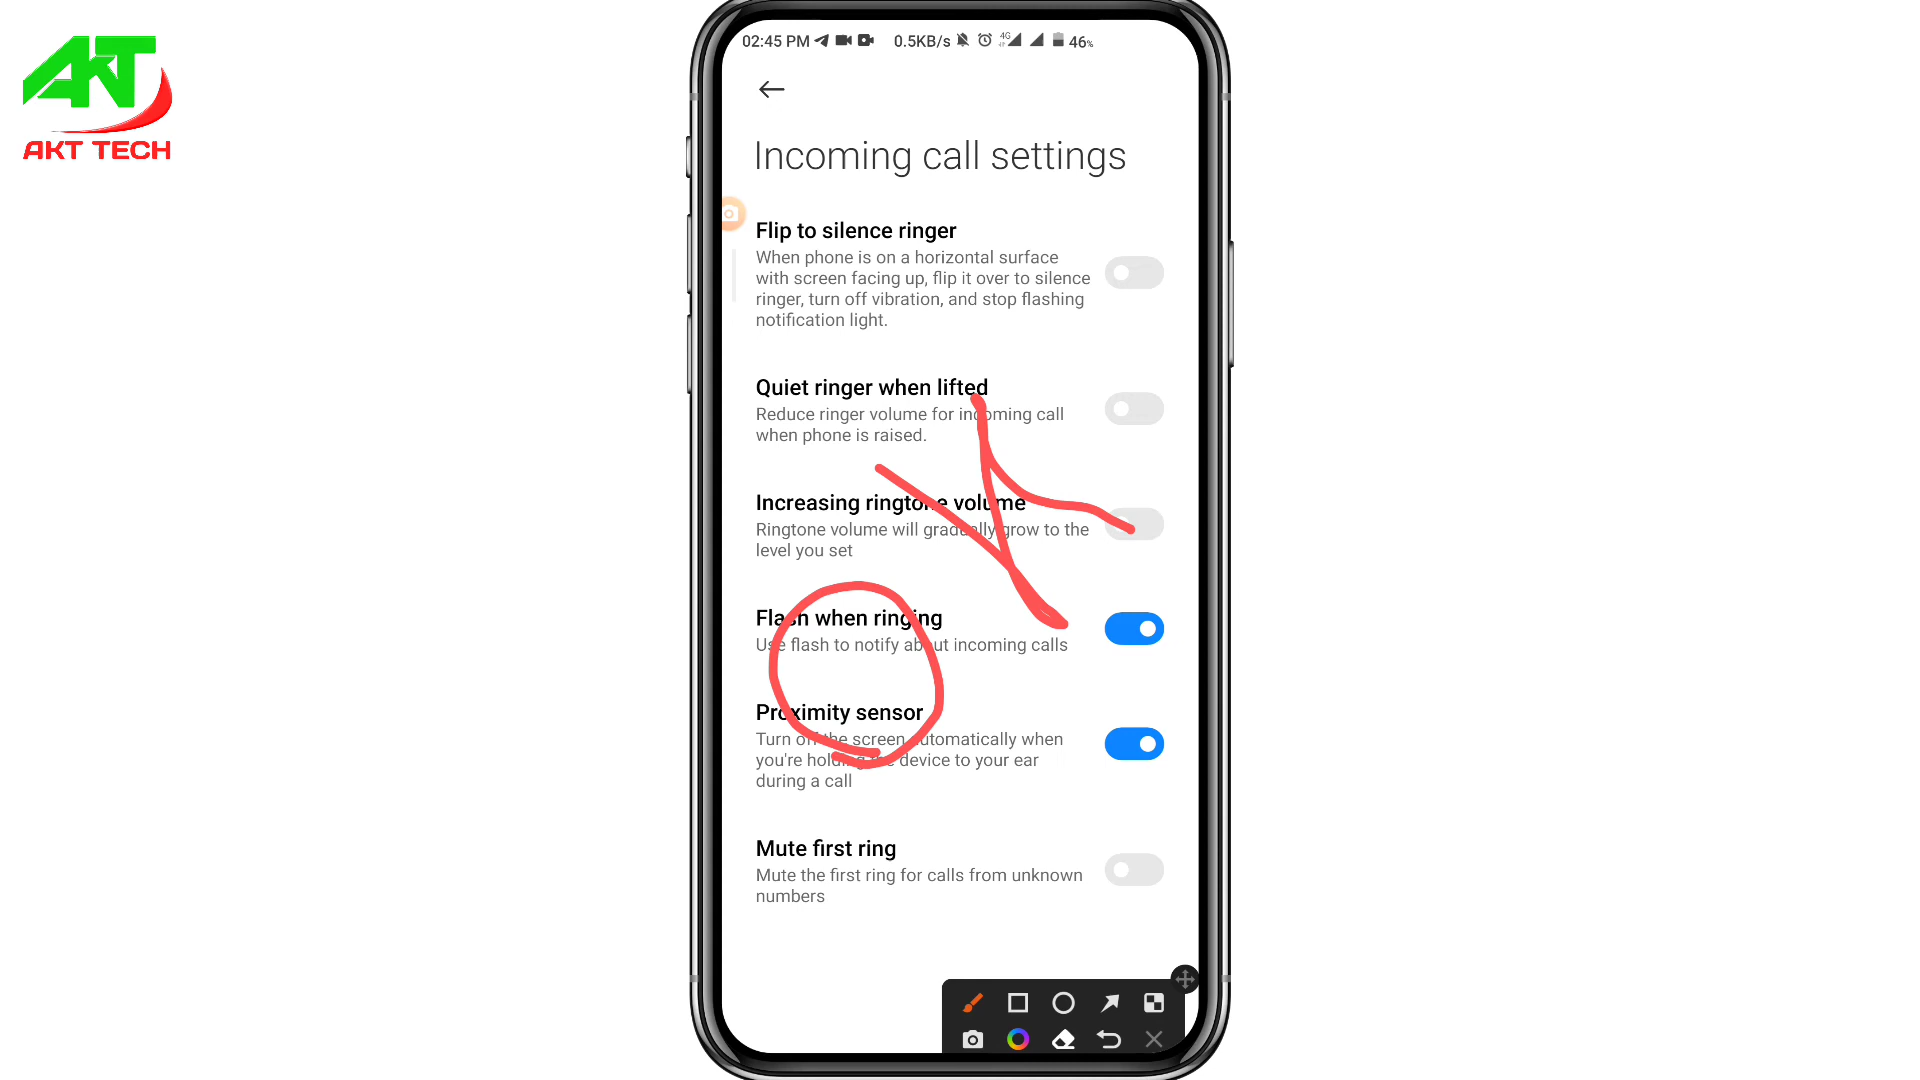 AKT
AKT TECH
02:45 PM 0.5KB/s 4G 46%
Incoming call settings
Flip to silence ringer
When phone is on a horizontal surface
with screen facing up, flip it over to silence
ringer, turn off vibration, and stop flashing
notification light.
Quiet ringer when lifted
Reduce ringer volume for incoming call
when phone is raised.
Increasing ringtone volume
Ringtone volume will gradually grow to the
level you set
Flash when ringing
Use flash to notify about incoming calls
Proximity sensor
Turn off the screen automatically when
you're holding the device to your ear
during a call
Mute first ring
Mute the first ring for calls from unknown
numbers